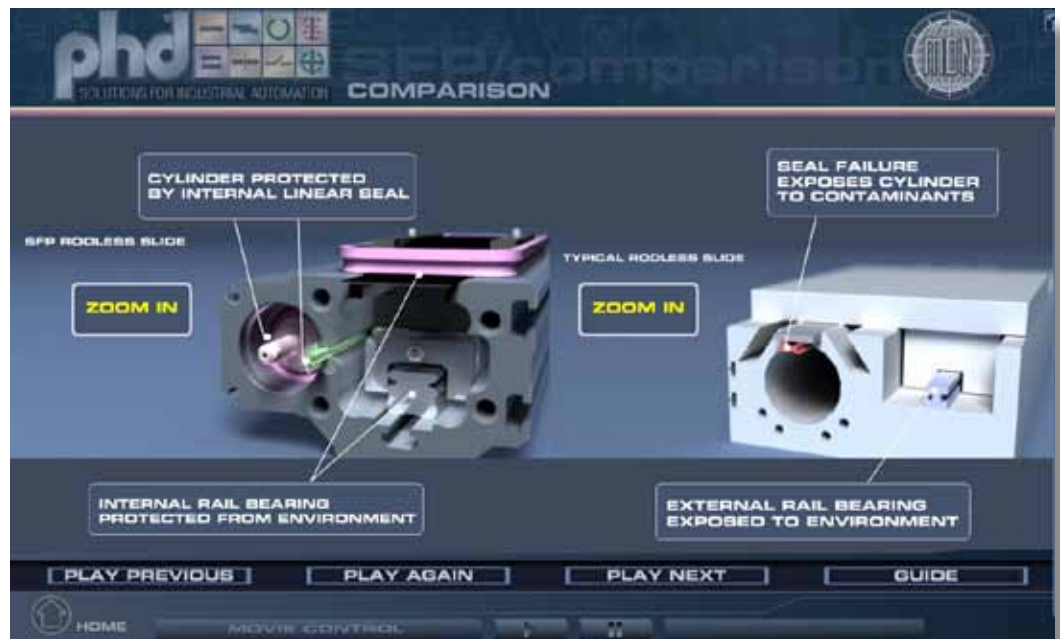 phd
SOLUTIONS FOR INDUSTRIAL AUTOMATION
SFP/comparison
COMPARISON
CYLINDER PROTECTED
BY INTERNAL LINEAR SEAL
SEAL FAILURE
EXPOSES CYLINDER
TO CONTAMINANTS
SFP RODLESS SLIDE
TYPICAL RODLESS SLIDE
ZOOM IN
ZOOM IN
INTERNAL RAIL BEARING
PROTECTED FROM ENVIRONMENT
EXTERNAL RAIL BEARING
EXPOSED TO ENVIRONMENT
PLAY PREVIOUS
PLAY AGAIN
PLAY NEXT
GUIDE
HOME
MOVIE CONTROL